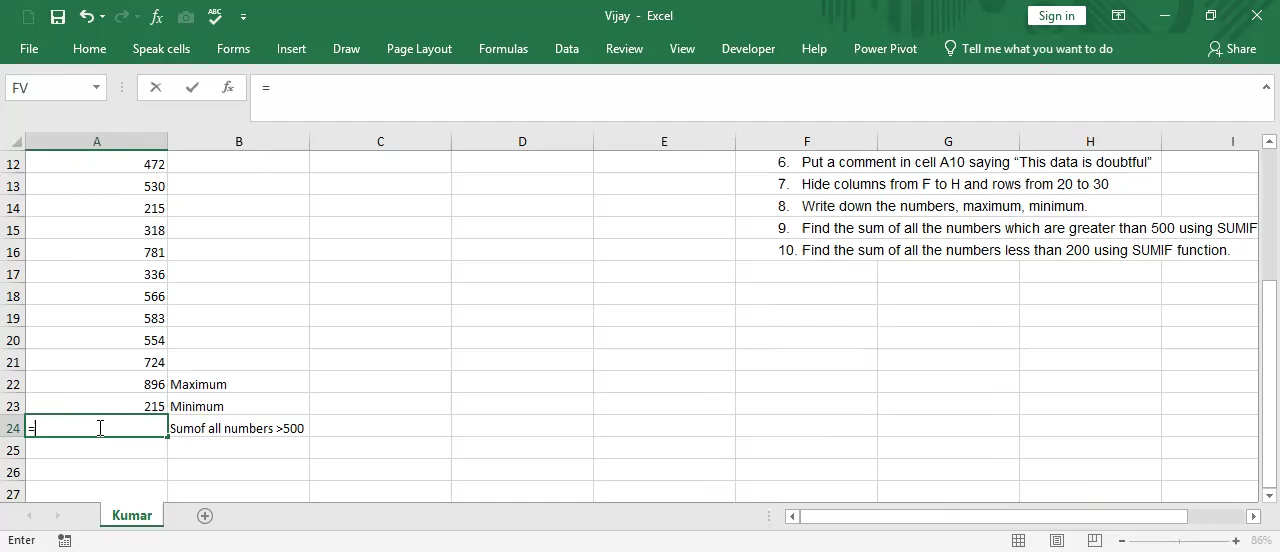 ABC
Vijay - Excel
Sign in
File Home Speak cells Forms Insert Draw Page Layout Formulas Data Review View Developer Help Power Pivot Tell me what you want to do Share
FV fx =
A B C D E F G H I
12 472 6. Put a comment in cell A10 saying “This data is doubtful”
13 530 7. Hide columns from F to H and rows from 20 to 30
14 215 8. Write down the numbers, maximum, minimum.
15 318 9. Find the sum of all the numbers which are greater than 500 using SUMIF
16 781 10. Find the sum of all the numbers less than 200 using SUMIF function.
17 336
18 566
19 583
20 554
21 724
22 896 Maximum
23 215 Minimum
24 = Sumof all numbers >500
25
26
27
Kumar
Enter 86%